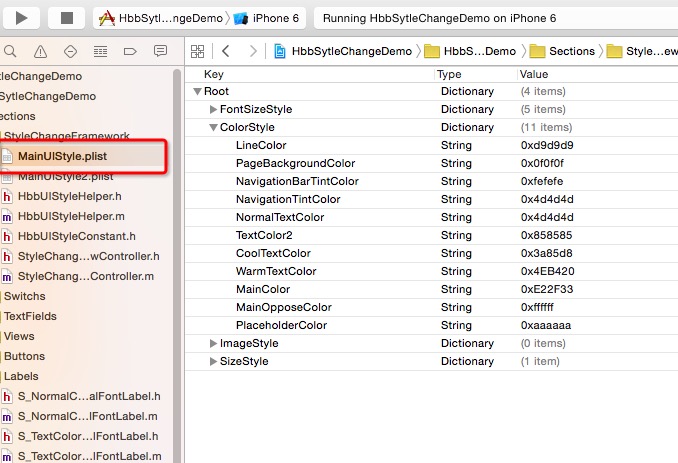 HbbSytl...ngeDemo iPhone 6 Running HbbSytleChangeDemo on iPhone 6
HbbSytleChangeDemo HbbS...Demo Sections Style...ew
Key Type Value
Root Dictionary (4 items)
FontSizeStyle Dictionary (5 items)
ColorStyle Dictionary (11 items)
LineColor String 0xd9d9d9
PageBackgroundColor String 0x0f0f0f
NavigationBarTintColor String 0xfefefe
NavigationTintColor String 0x4d4d4d
NormalTextColor String 0x4d4d4d
TextColor2 String 0x858585
CoolTextColor String 0x3a85d8
WarmTextColor String 0x4EB420
MainColor String 0xE22F33
MainOpposeColor String 0xffffff
PlaceholderColor String 0xaaaaaa
ImageStyle Dictionary (0 items)
SizeStyle Dictionary (1 item)
tleChangeDemo
SytleChangeDemo
ections
StyleChangeFramework
MainUIStyle.plist
MainUIStyle2.plist
h HbbUIStyleHelper.h
m HbbUIStyleHelper.m
h HbbUIStyleConstant.h
h StyleChang...wController.h
m StyleChang...Controller.m
Switchs
TextFields
Views
Buttons
Labels
h S_NormalC...alFontLabel.h
m S_NormalC...lFontLabel.m
h S_TextColor...lFontLabel.h
m S_TextColor...lFontLabel.m